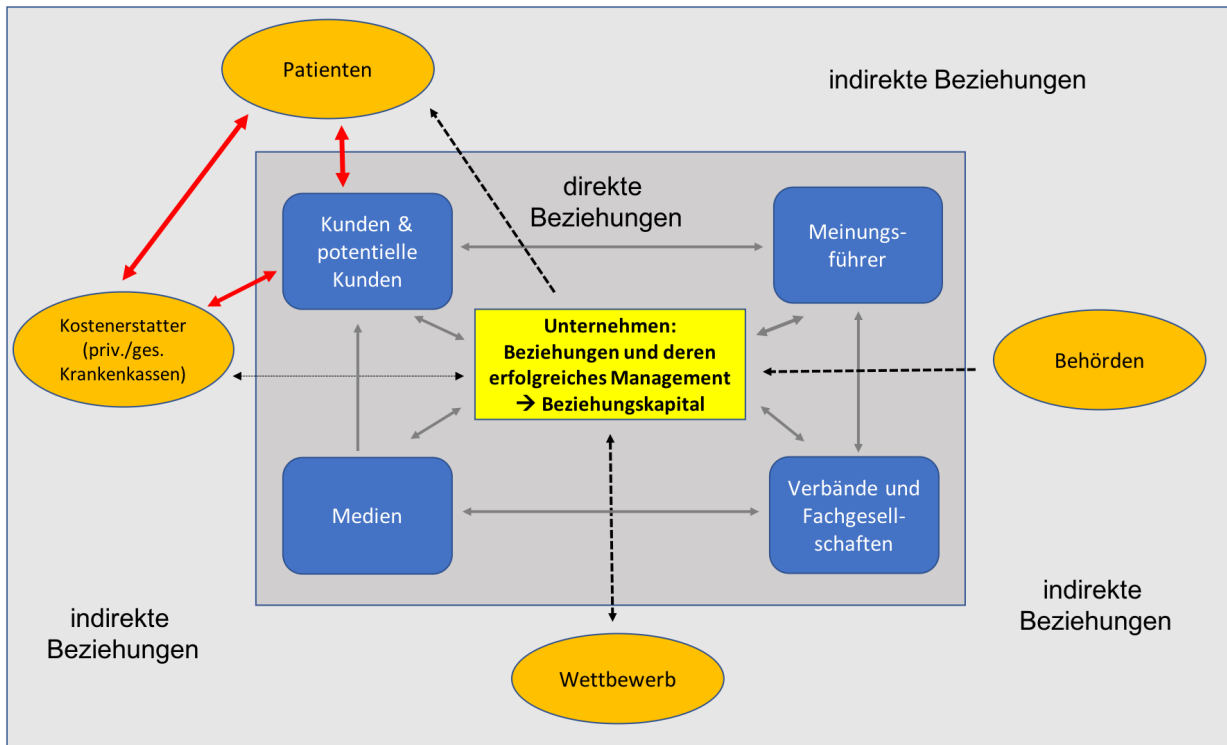 Patienten
indirekte Beziehungen
direkte
Beziehungen
Kunden &
potentielle
Kunden
Meinungs-
führer
Kostenerstatter
(priv./ges.
Krankenkassen)
Unternehmen:
Beziehungen und deren
erfolgreiches Management
→ Beziehungskapital
Behörden
Medien
Verbände und
Fachgesell-
schaften
indirekte
Beziehungen
indirekte
Beziehungen
Wettbewerb